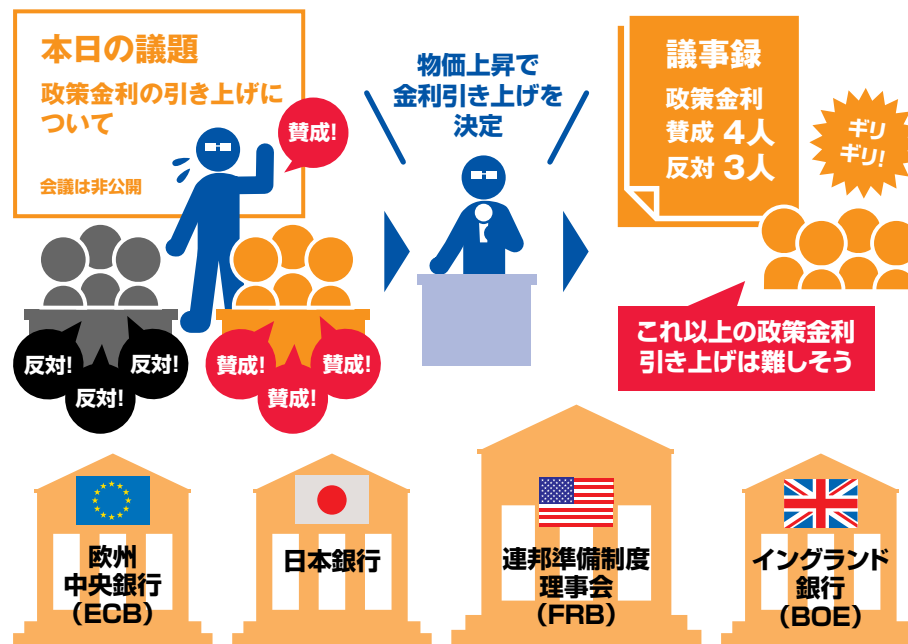 本日の議題
政策金利の引き上げに
ついて
会議は非公開
賛成!
反対!
反対!
反対!
賛成!
賛成!
賛成!
物価上昇で
金利引き上げを
決定
議事録
政策金利
賛成 4人
反対 3人
ギリ
ギリ!
これ以上の政策金利
引き上げは難しそう
欧州
中央銀行
(ECB)
日本銀行
連邦準備制度
理事会
(FRB)
イングランド
銀行
(BOE)